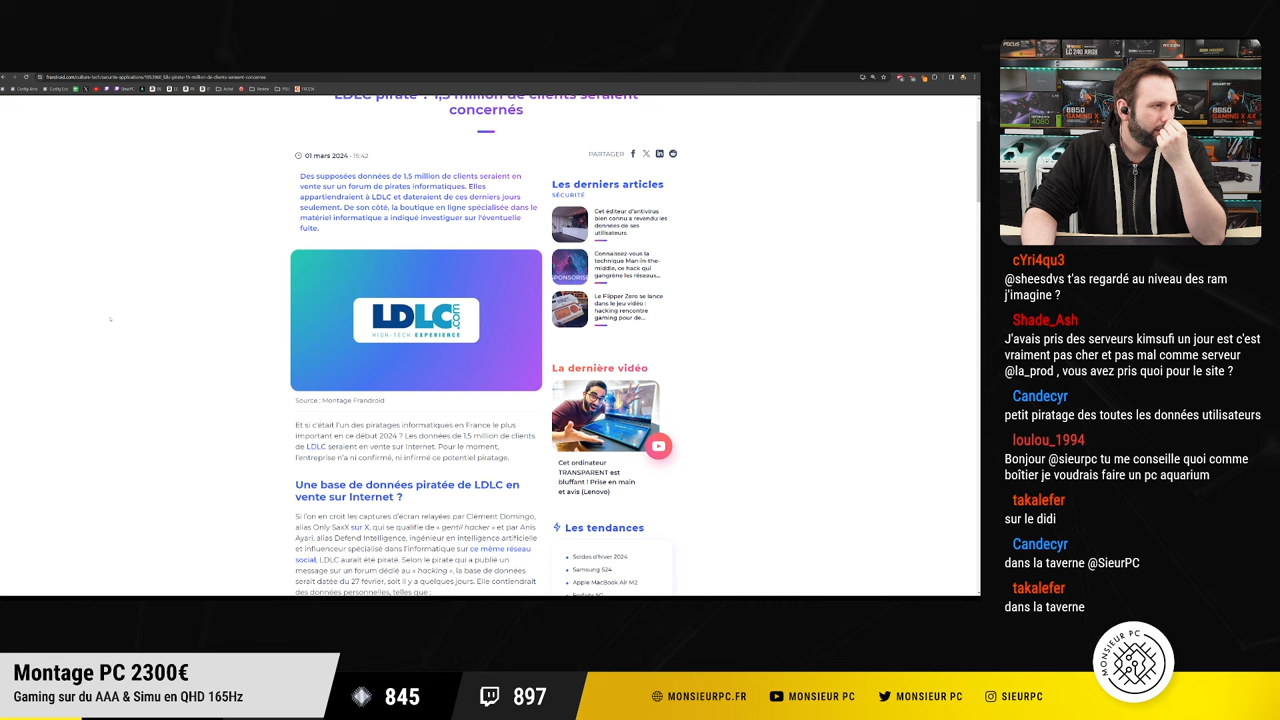 frandroid.com/culture-tech/securite-applications/
LDLC piraté ? 1,5 million de clients seraient
concernés
01 mars 2024 • 15:42
PARTAGER
Des supposées données de 1,5 million de clients seraient en
vente sur un forum de pirates informatiques. Elles
appartiendraient à LDLC et dateraient de ces derniers jours
seulement. De son côté, la boutique en ligne spécialisée dans le
matériel informatique a indiqué investiguer sur l'éventuelle
fuite.
LDLC.com
HIGH-TECH EXPERIENCE
Source : Montage Frandroid
Et si c'était l'un des piratages informatiques en France le plus
important en ce début 2024 ? Les données de 1,5 million de clients
de LDLC seraient en vente sur Internet. Pour le moment,
l'entreprise n'a ni confirmé, ni infirmé ce potentiel piratage.
Une base de données piratée de LDLC en
vente sur Internet ?
Si l'on en croit les captures d'écran relayées par Clément Domingo,
alias Only SaxX sur X, qui se qualifie de « gentil hacker » et par Anis
Ayari, alias Defend Intelligence, ingénieur en intelligence artificielle
et influenceur spécialisé dans l'informatique sur ce même réseau
social, LDLC aurait été piraté. Selon le pirate qui a publié un
message sur un forum dédié au « hacking », la base de données
serait datée du 27 février, soit il y a quelques jours. Elle contiendrait
des données personnelles, telles que :
Les derniers articles
SÉCURITÉ
Cet éditeur d'antivirus
bien connu a revendu les
données de ses
utilisateurs
SPONSORISÉ
Connaissez-vous la
technique Man-in-the-
middle, ce hack qui
gangrène les réseaux...
Le Flipper Zero se lance
dans le jeu vidéo :
hacking rencontre
gaming pour de...
La dernière vidéo
Cet ordinateur
TRANSPARENT est
bluffant ! Prise en main
et avis (Lenovo)
Les tendances
Soldes d'hiver 2024
Samsung S24
Apple MacBook Air M2
cYri4qu3
@sheesdvs t'as regardé au niveau des ram
j'imagine ?
Shade_Ash
J'avais pris des serveurs kimsufi un jour est c'est
vraiment pas cher et pas mal comme serveur
@la_prod , vous avez pris quoi pour le site ?
Candecyr
petit piratage des toutes les données utilisateurs
loulou_1994
Bonjour @sieurpc tu me conseille quoi comme
boîtier je voudrais faire un pc aquarium
takalefer
sur le didi
Candecyr
dans la taverne @SieurPC
takalefer
dans la taverne
MONSIEUR PC
Montage PC 2300€
Gaming sur du AAA & Simu en QHD 165Hz
845
897
MONSIEURPC.FR
MONSIEUR PC
MONSIEUR PC
SIEURPC